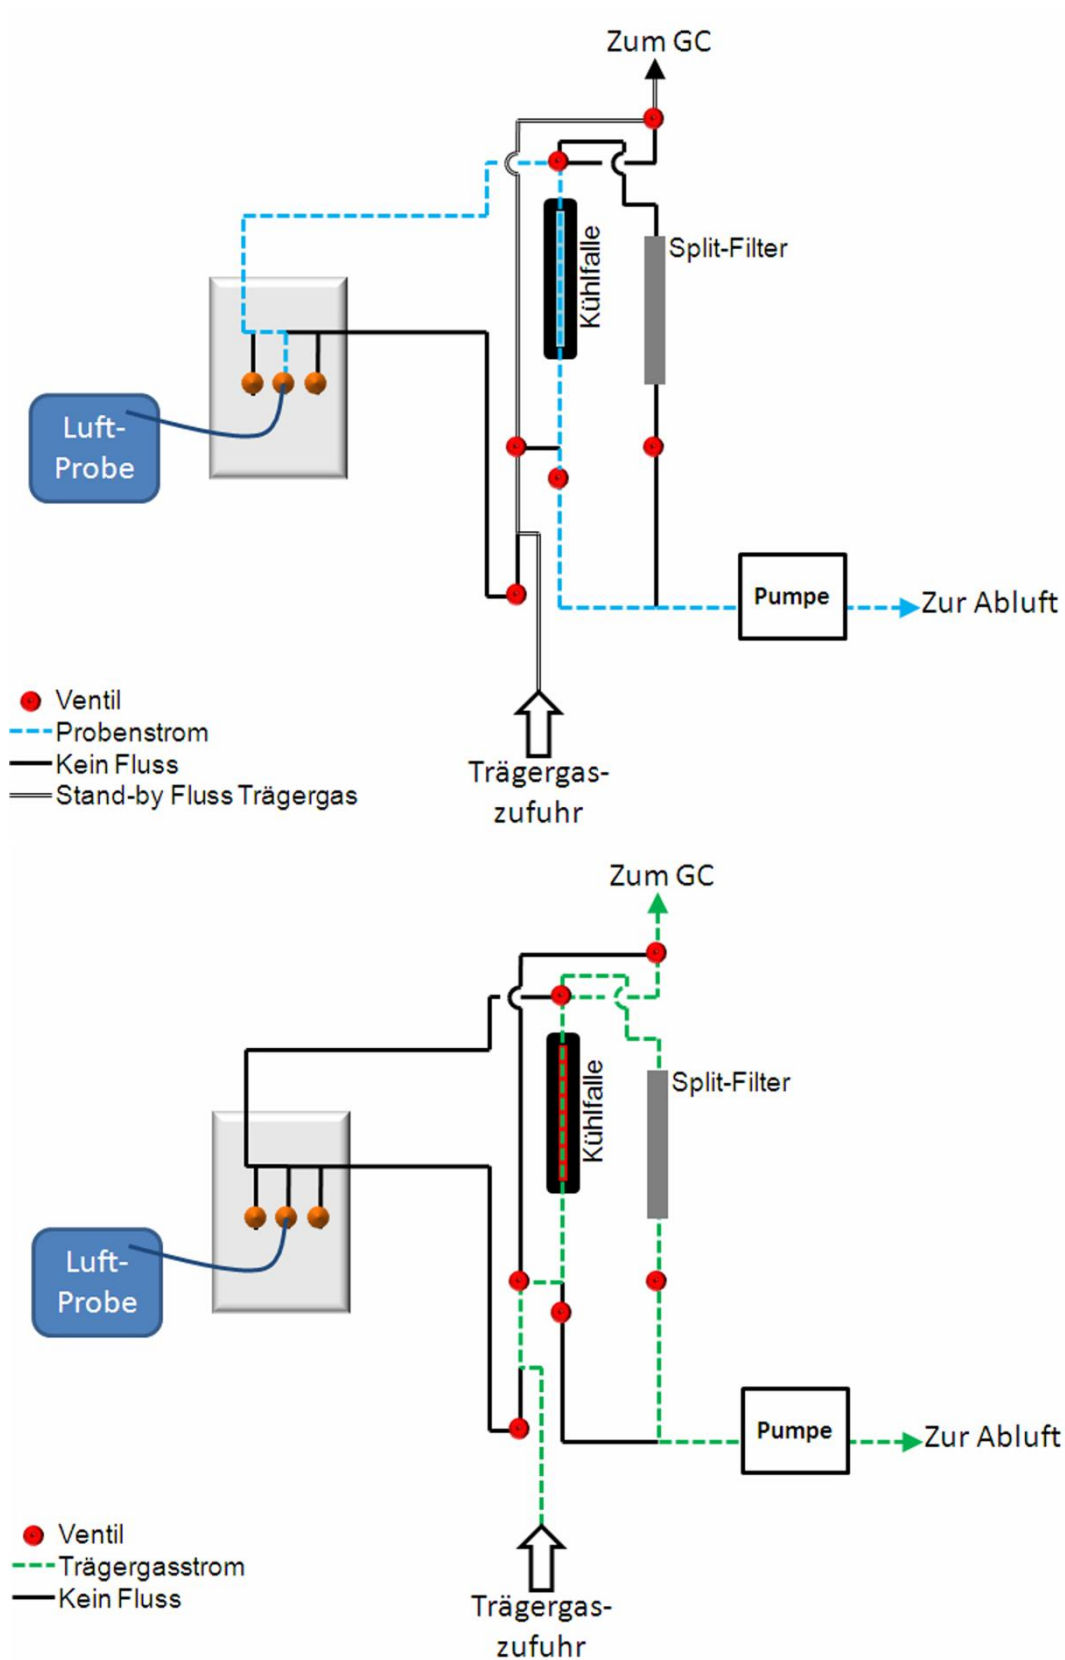 Zum GC
Split-Filter
Kühlfalle
Luft-
Probe
Pumpe
Zur Abluft
Ventil
Probenstrom
Kein Fluss
Stand-by Fluss Trägergas
Trägergas-
zufuhr
Zum GC
Split-Filter
Kühlfalle
Luft-
Probe
Pumpe
Zur Abluft
Ventil
Trägergasstrom
Kein Fluss
Trägergas-
zufuhr